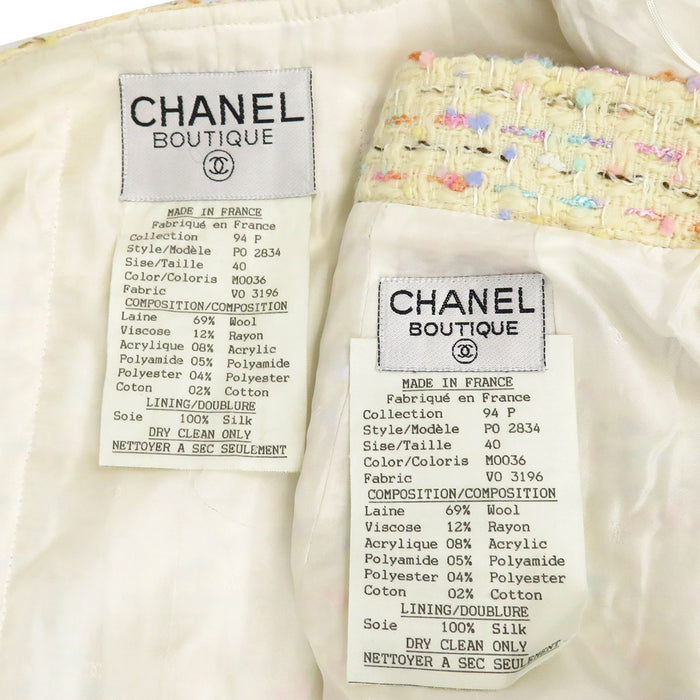 CHANEL
BOUTIQUE
MADE IN FRANCE
Fabriqué en France
Collection 94 P
Style/Modèle PO 2834
Sise/Taille 40
Color/Coloris M0036
Fabric VO 3196
COMPOSITION/COMPOSITION
Laine 69% Wool
Viscose 12% Rayon
Acrylique 08% Acrylic
Polyamide 05% Polyamide
Polyester 04% Polyester
Coton 02% Cotton
LINING/DOUBLURE
Soie 100% Silk
DRY CLEAN ONLY
NETTOYER A SEC SEULEMENT
CHANEL
BOUTIQUE
MADE IN FRANCE
Fabriqué en France
Collection 94 P
Style/Modèle PO 2834
Sise/Taille 40
Color/Coloris M0036
Fabric VO 3196
COMPOSITION/COMPOSITION
Laine 69% Wool
Viscose 12% Rayon
Acrylique 08% Acrylic
Polyamide 05% Polyamide
Polyester 04% Polyester
Coton 02% Cotton
LINING/DOUBLURE
Soie 100% Silk
DRY CLEAN ONLY
NETTOYER A SEC SEULEMENT